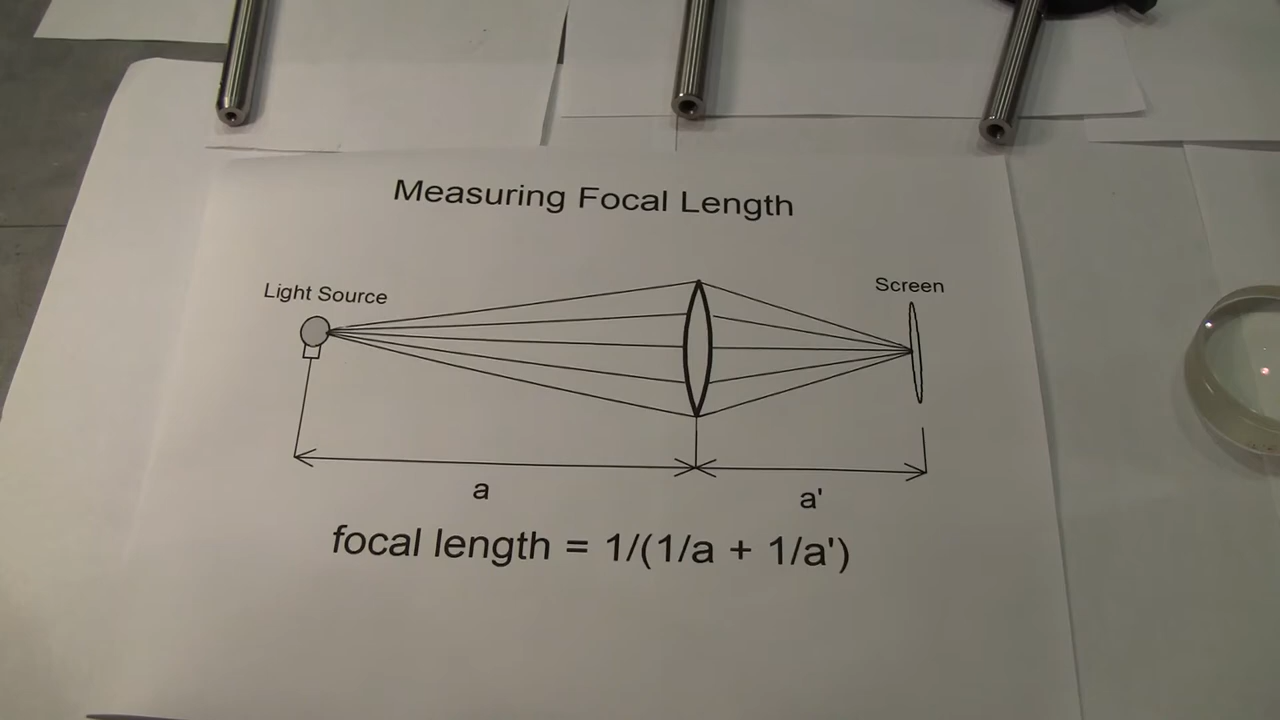 Measuring Focal Length
Light Source
Screen
a
a'
focal length = 1/(1/a + 1/a')